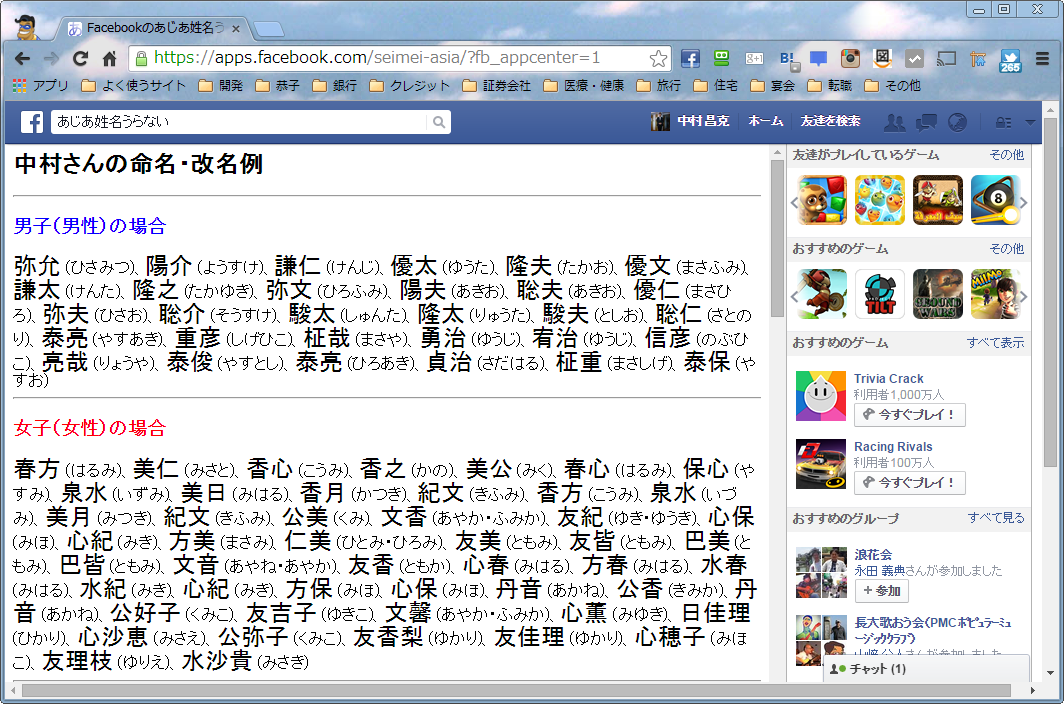 Facebookのあじあ姓名う
https://apps.facebook.com/seimei-asia/?fb_appcenter=1
g+1
B!
265
アプリ よく使うサイト 開発 恭子 銀行 クレジット 証券会社 医療・健康 旅行 住宅 宴会 転職 その他
あじあ姓名うらない
中村 昌克 ホーム 友達を検索
中村さんの命名・改名例
男子(男性)の場合
弥允 (ひさみつ)、陽介 (ようすけ)、謙仁 (けんじ)、優太 (ゆうた)、隆夫 (たかお)、優文 (まさふみ)、
謙太 (けんた)、隆之 (たかゆき)、弥文 (ひろふみ)、陽夫 (あきお)、聡夫 (あきお)、優仁 (まさひ
ろ)、弥夫 (ひさお)、聡介 (そうすけ)、駿太 (しゅんた)、隆太 (りゅうた)、駿夫 (としお)、聡仁 (さとの
り)、泰亮 (やすあき)、重彦 (しげひこ)、柾哉 (まさや)、勇治 (ゆうじ)、宥治 (ゆうじ)、信彦 (のぶひ
こ)、亮哉 (りょうや)、泰俊 (やすとし)、泰亮 (ひろあき)、貞治 (さだはる)、柾重 (まさしげ)、泰保 (や
すお)
女子(女性)の場合
春方 (はるみ)、美仁 (みさと)、香心 (こうみ)、香之 (かの)、美公 (みく)、春心 (はるみ)、保心 (や
すみ)、泉水 (いずみ)、美日 (みはる)、香月 (かつき)、紀文 (きふみ)、香方 (こうみ)、泉水 (いづ
み)、美月 (みつき)、紀文 (きふみ)、公美 (くみ)、文香 (あやか・ふみか)、友紀 (ゆき・ゆうき)、心保
(みほ)、心紀 (みき)、方美 (まさみ)、仁美 (ひとみ・ひろみ)、友美 (ともみ)、友皆 (ともみ)、巴美 (と
もみ)、巴皆 (ともみ)、文音 (あやね・あやか)、友香 (ともか)、心春 (みはる)、方春 (みはる)、水春
(みはる)、水紀 (みき)、心紀 (みき)、方保 (みほ)、心保 (みほ)、丹音 (あかね)、公香 (きみか)、丹
音 (あかね)、公好子 (くみこ)、友吉子 (ゆきこ)、文馨 (あやか・ふみか)、心薫 (みゆき)、日佳理
(ひかり)、心沙恵 (みさえ)、公弥子 (くみこ)、友香梨 (ゆかり)、友佳理 (ゆかり)、心穂子 (みほ
こ)、友理枝 (ゆりえ)、水沙貴 (みさき)
友達がプレイしているゲーム その他
8
おすすめのゲーム その他
TILT
おすすめのゲーム すべて表示
Trivia Crack
利用者1,000万人
今すぐプレイ！
Racing Rivals
利用者100万人
今すぐプレイ！
おすすめのグループ すべて見る
浪花会
永田 義典さんが参加しました
+ 参加
長大歌おう会(PMCポピュラーミュ
ージッククラブ)
チャット (1)